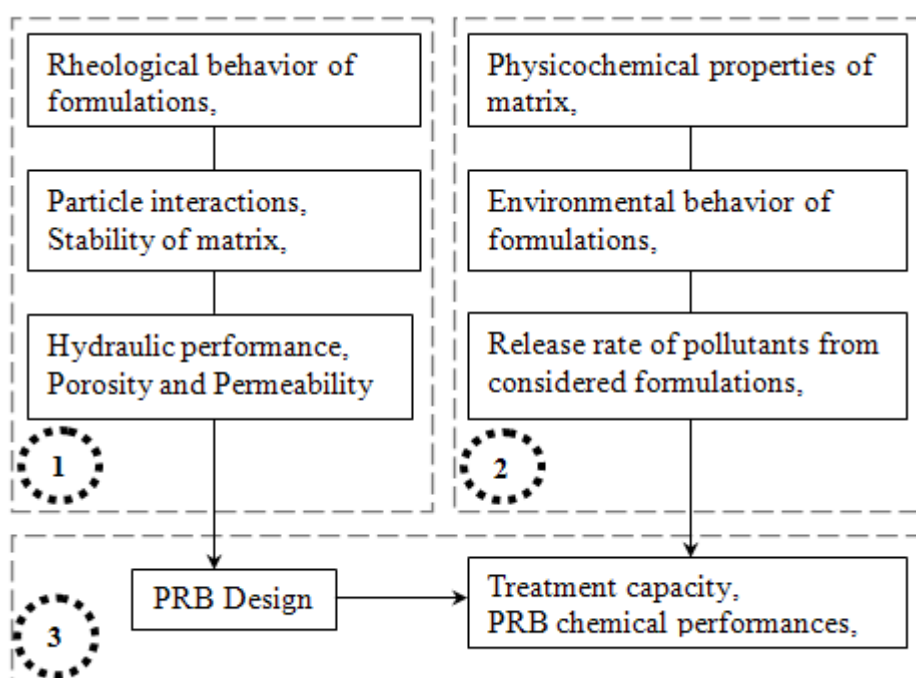 Rheological behavior of
formulations,
Particle interactions,
Stability of matrix,
Hydraulic performance,
Porosity and Permeability
1
Physicochemical properties of
matrix,
Environmental behavior of
formulations,
Release rate of pollutants from
considered formulations,
2
PRB Design
Treatment capacity,
PRB chemical performances,
3